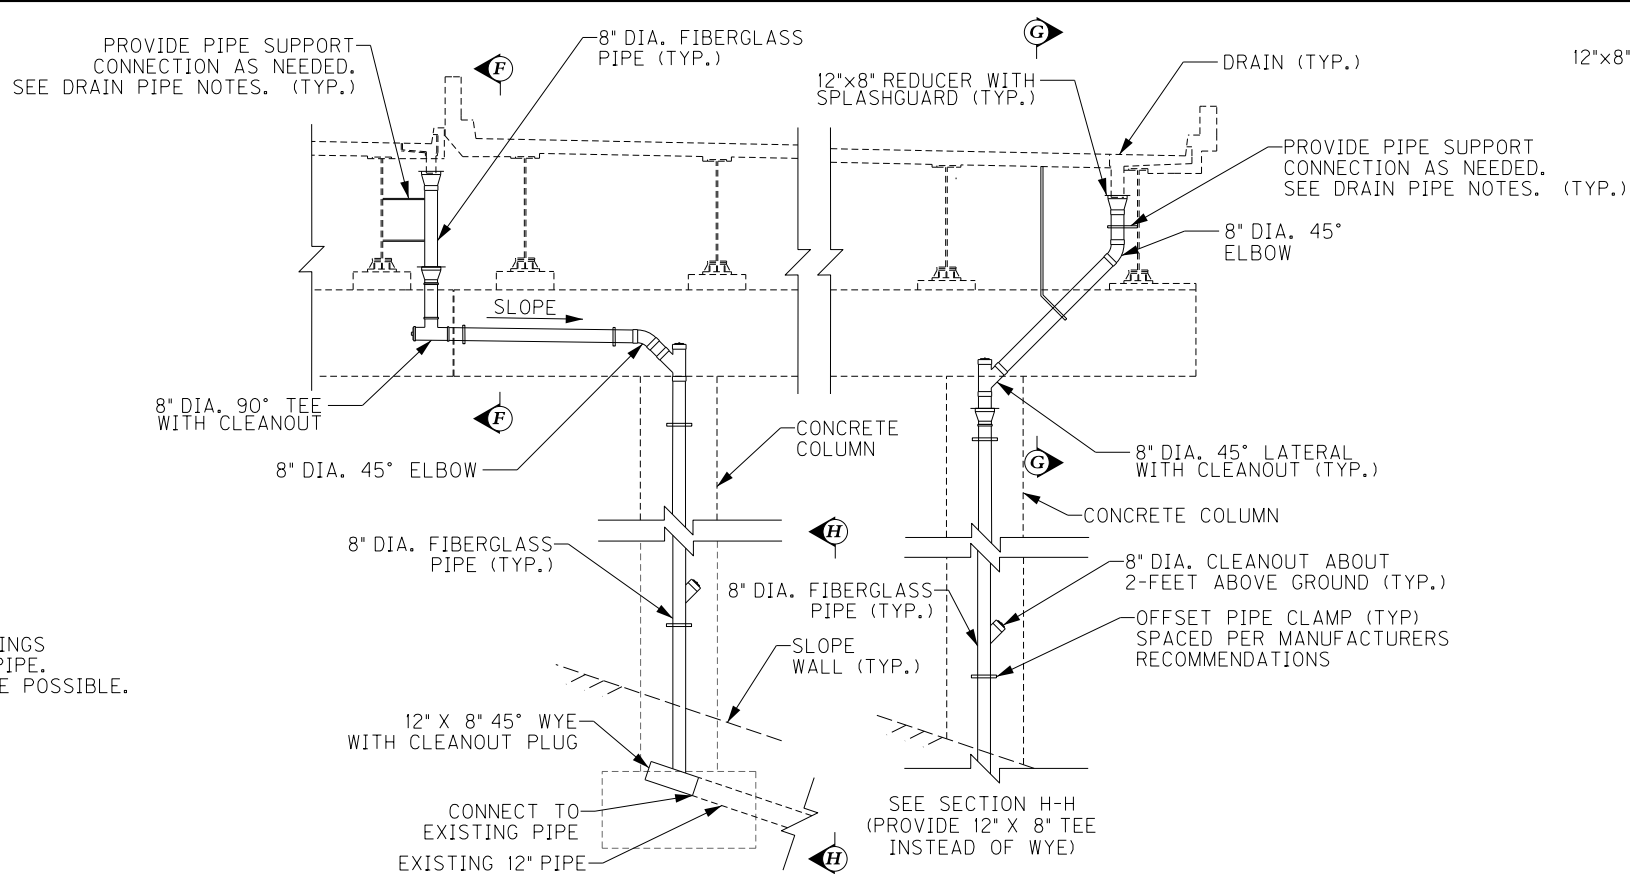 PROVIDE PIPE SUPPORT
CONNECTION AS NEEDED.
SEE DRAIN PIPE NOTES. (TYP.)
F
8" DIA. FIBERGLASS
PIPE (TYP.)
G
12"x8" REDUCER WITH
SPLASHGUARD (TYP.)
DRAIN (TYP.)
12"x8"
PROVIDE PIPE SUPPORT
CONNECTION AS NEEDED.
SEE DRAIN PIPE NOTES. (TYP.)
8" DIA. 45°
ELBOW
SLOPE
8" DIA. 90° TEE
WITH CLEANOUT
F
8" DIA. 45° ELBOW
CONCRETE
COLUMN
G
8" DIA. 45° LATERAL
WITH CLEANOUT (TYP.)
CONCRETE COLUMN
H
8" DIA. FIBERGLASS
PIPE (TYP.)
8" DIA. FIBERGLASS
PIPE (TYP.)
8" DIA. CLEANOUT ABOUT
2-FEET ABOVE GROUND (TYP.)
OFFSET PIPE CLAMP (TYP)
SPACED PER MANUFACTURERS
RECOMMENDATIONS
INGS
PIPE.
E POSSIBLE.
SLOPE
WALL (TYP.)
12" X 8" 45° WYE
WITH CLEANOUT PLUG
CONNECT TO
EXISTING PIPE
EXISTING 12" PIPE
H
SEE SECTION H-H
(PROVIDE 12" X 8" TEE
INSTEAD OF WYE)